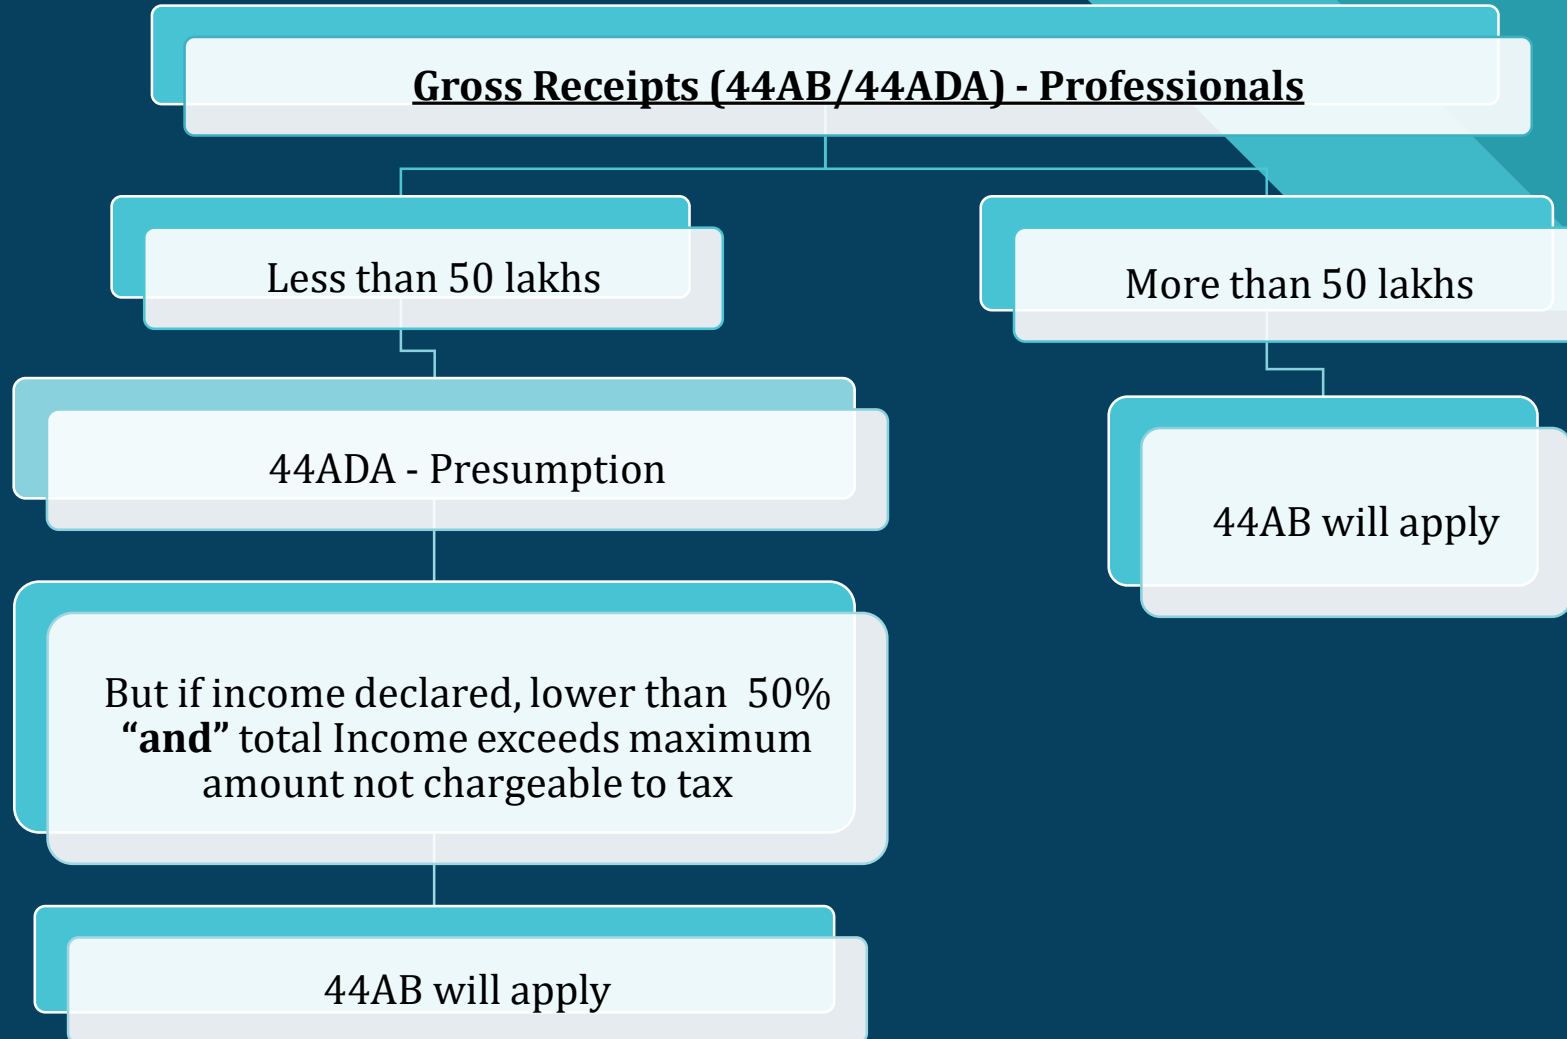 Gross Receipts (44AB/44ADA) - Professionals
Less than 50 lakhs
More than 50 lakhs
44ADA - Presumption
44AB will apply
But if income declared, lower than 50%
“and” total Income exceeds maximum
amount not chargeable to tax
44AB will apply